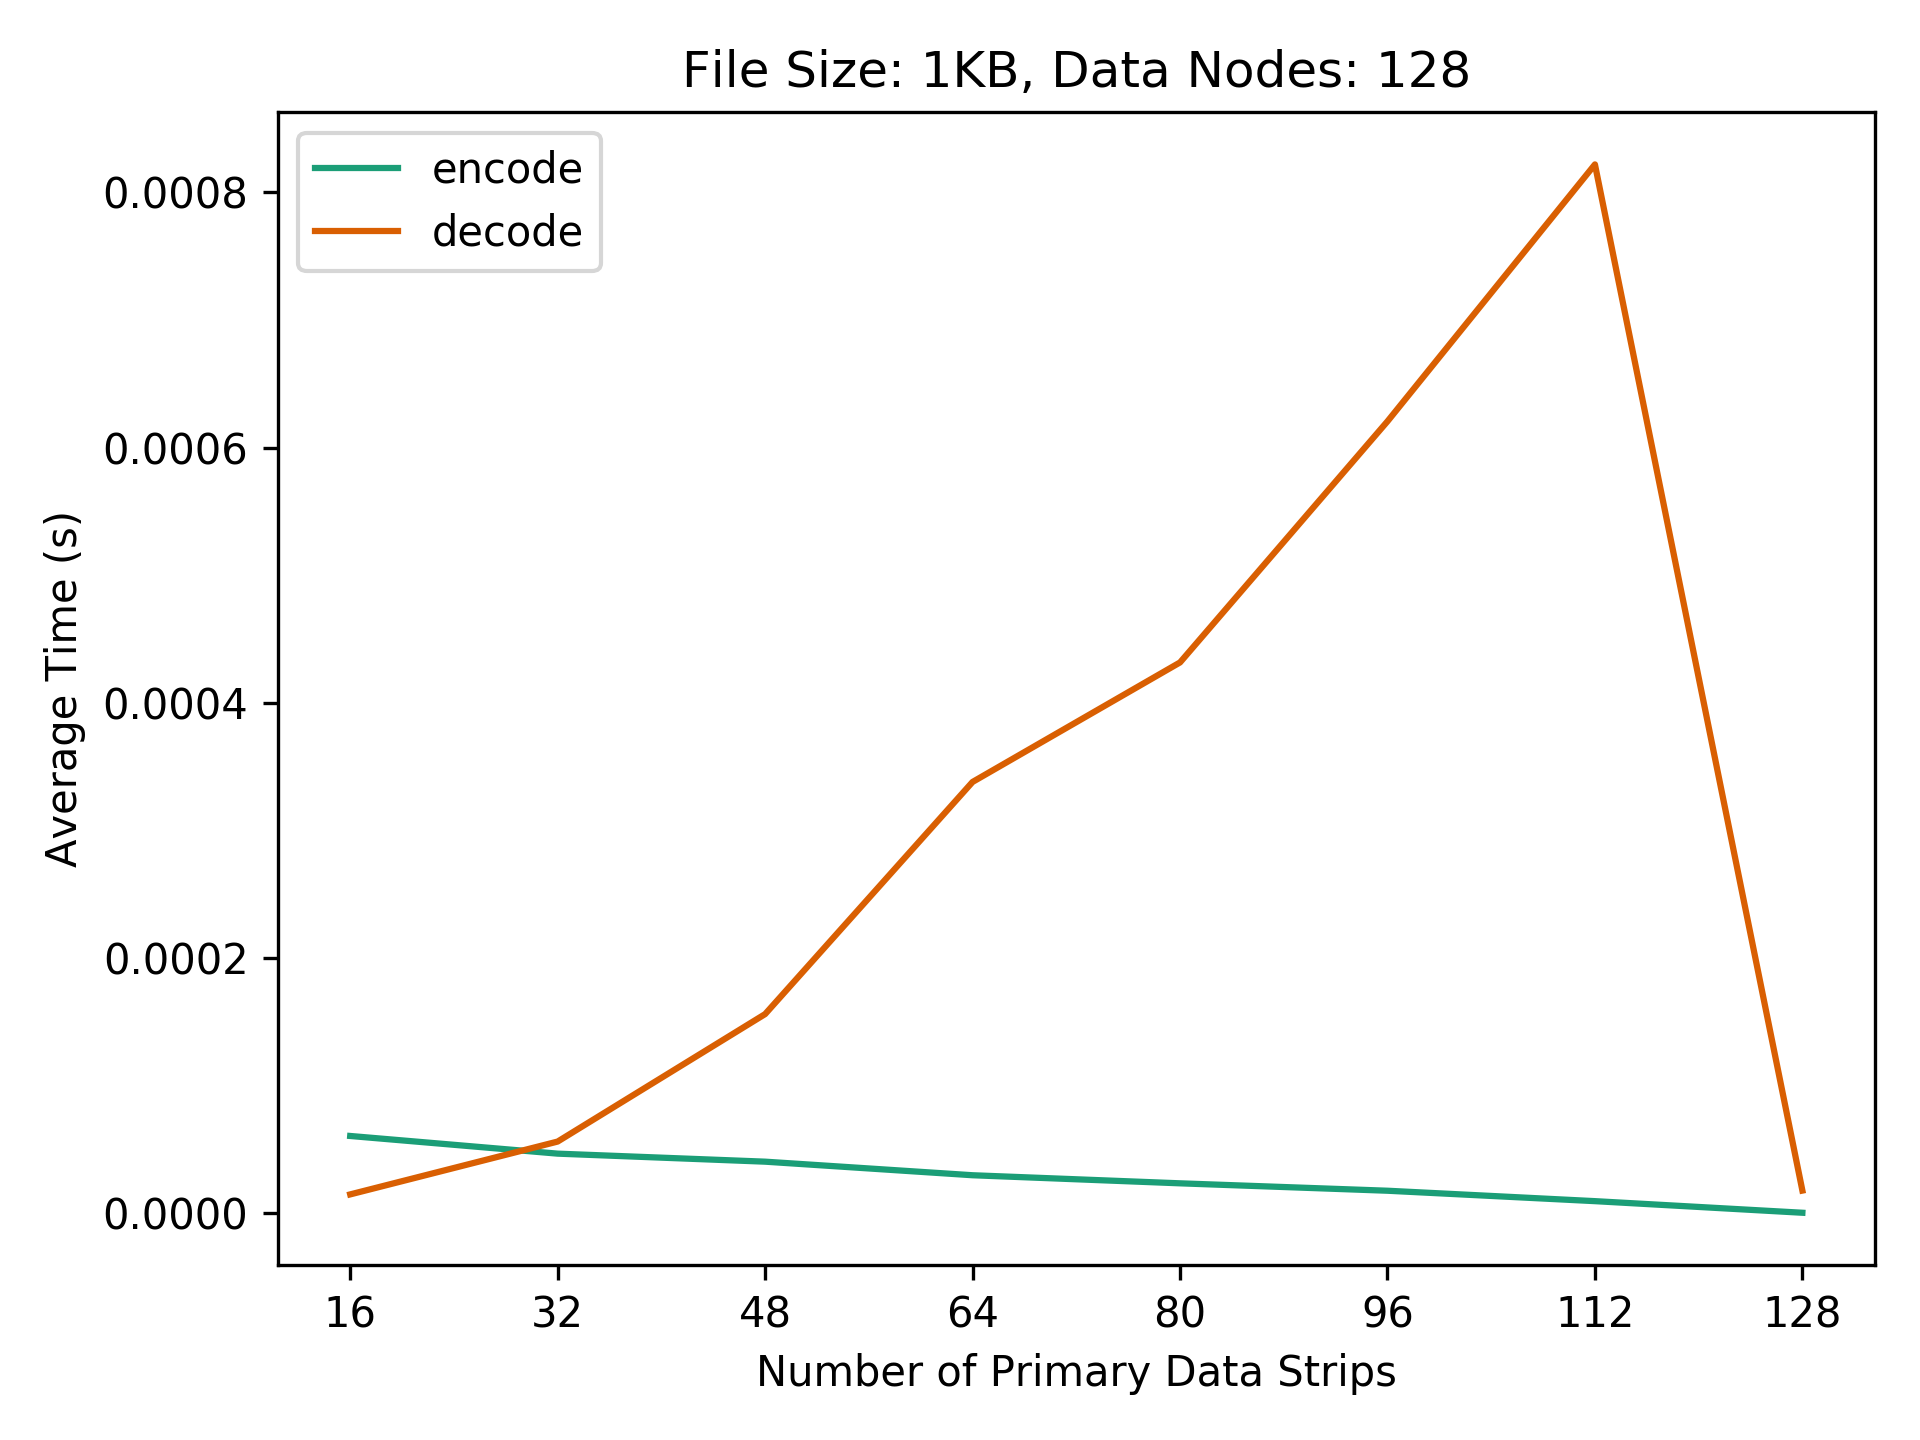 File Size: 1KB, Data Nodes: 128
encode
decode
0.0008
0.0006
0.0004
0.0002
0.0000
Average Time (s)
16 32 48 64 80 96 112 128
Number of Primary Data Strips